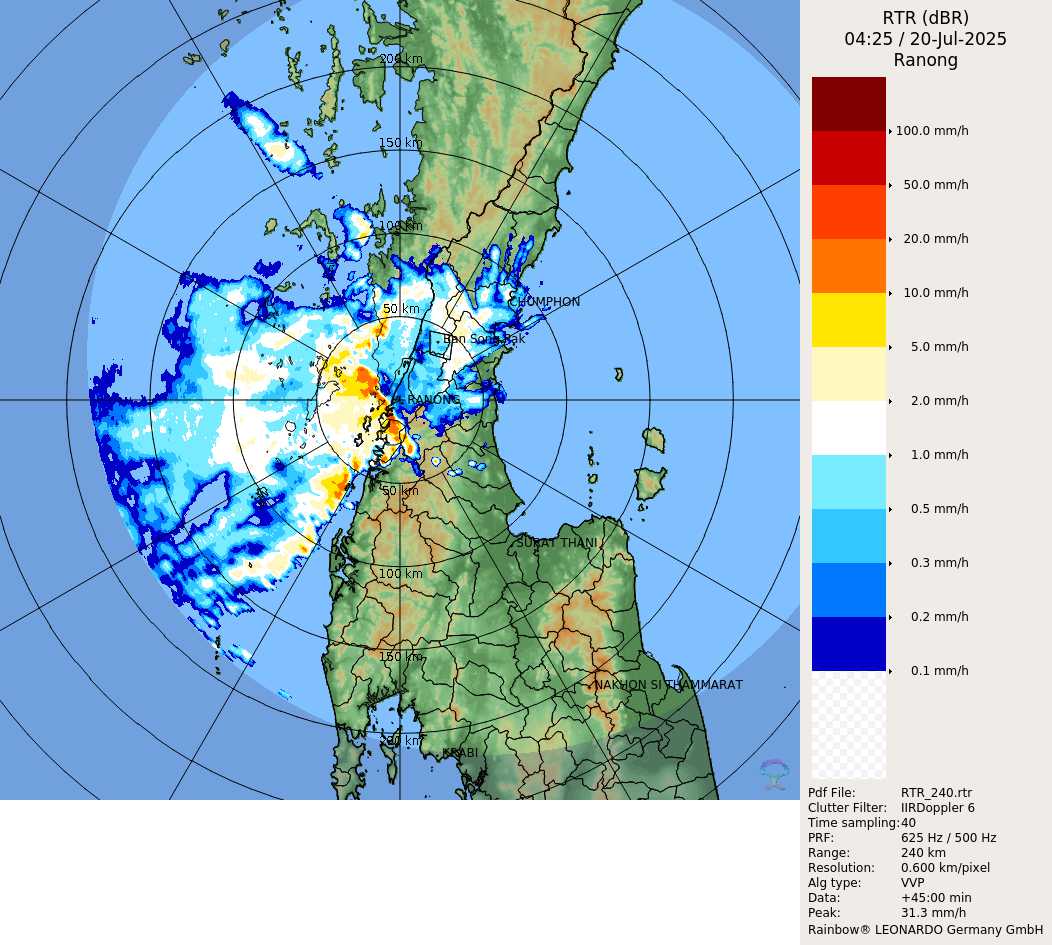 RTR (dBR)
04:25 / 20-Jul-2025
Ranong
200 km
150 km
100 km
50 km
CHUMPHON
Ban Song Rak
RANONG
50 km
SURAT THANI
100 km
150 km
NAKHON SI THAMMARAT
200 km
KRABI
100.0 mm/h
50.0 mm/h
20.0 mm/h
10.0 mm/h
5.0 mm/h
2.0 mm/h
1.0 mm/h
0.5 mm/h
0.3 mm/h
0.2 mm/h
0.1 mm/h
Pdf File: RTR_240.rtr
Clutter Filter: IIRDoppler 6
Time sampling:40
PRF: 625 Hz / 500 Hz
Range: 240 km
Resolution: 0.600 km/pixel
Alg type: VVP
Data: +45:00 min
Peak: 31.3 mm/h
Rainbow® LEONARDO Germany GmbH